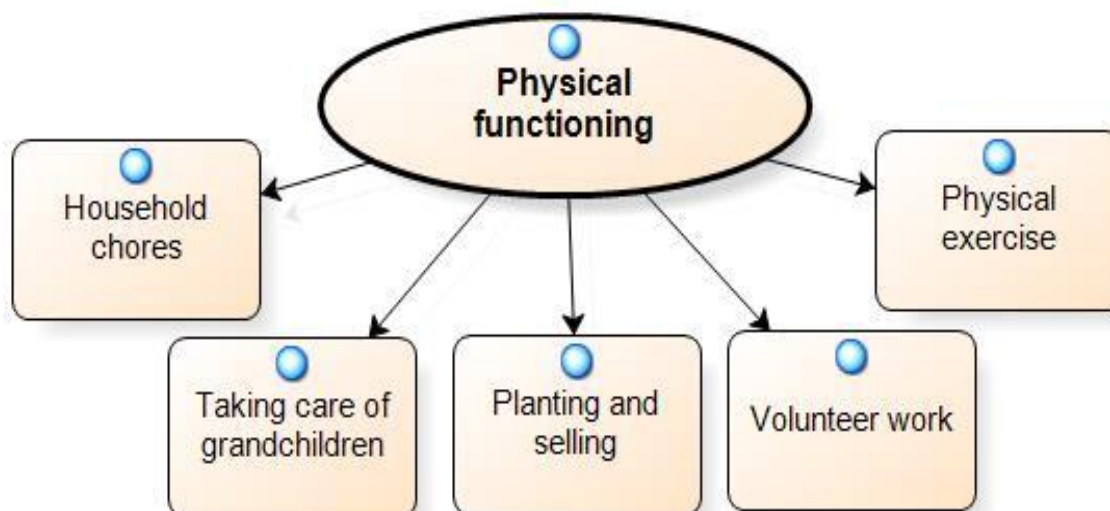 Physical
functioning
Household
chores
Physical
exercise
Taking care of
grandchildren
Planting and
selling
Volunteer work